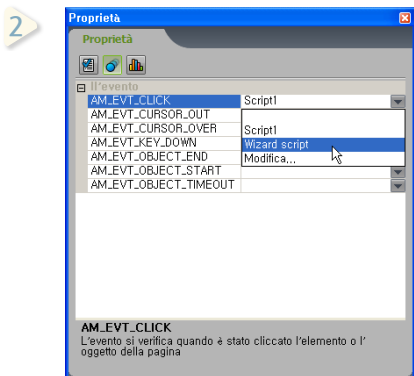 2
Proprietà
Proprietà
Il'evento
AM_EVT_CLICK Script1
AM_EVT_CURSOR_OUT
AM_EVT_CURSOR_OVER Script1
AM_EVT_KEY_DOWN Wizard script
AM_EVT_OBJECT_END Modifica...
AM_EVT_OBJECT_START
AM_EVT_OBJECT_TIMEOUT
AM_EVT_CLICK
L'evento si verifica quando è stato cliccato l'elemento o l'
oggetto della pagina